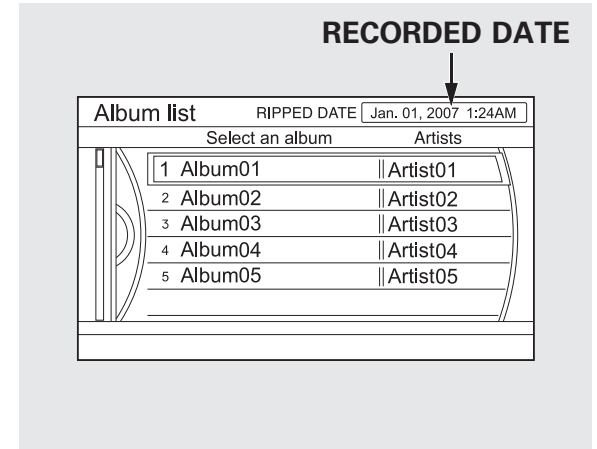 RECORDED DATE
Album list RIPPED DATE Jan. 01, 2007 1:24AM
Select an album Artists
1 Album01 Artist01
2 Album02 Artist02
3 Album03 Artist03
4 Album04 Artist04
5 Album05 Artist05